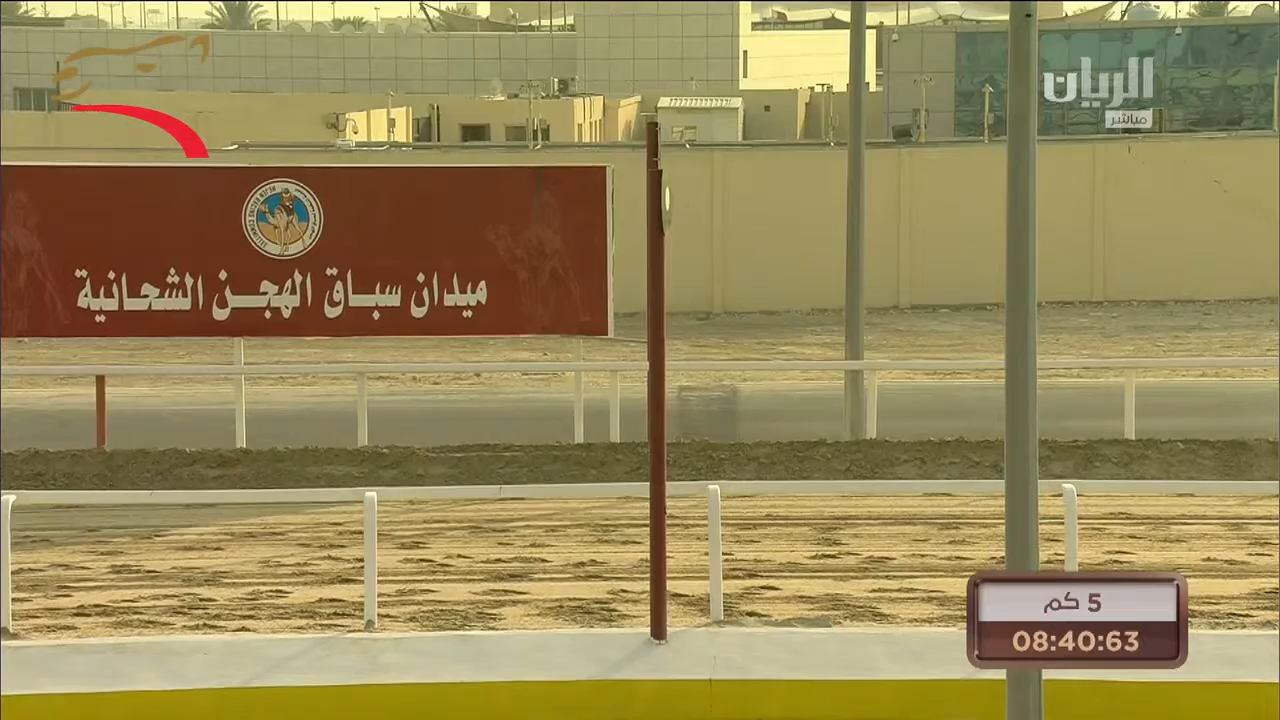 الريان
مباشر
ميدان سباق الهجن الشحانية
5 كم
08:40:63